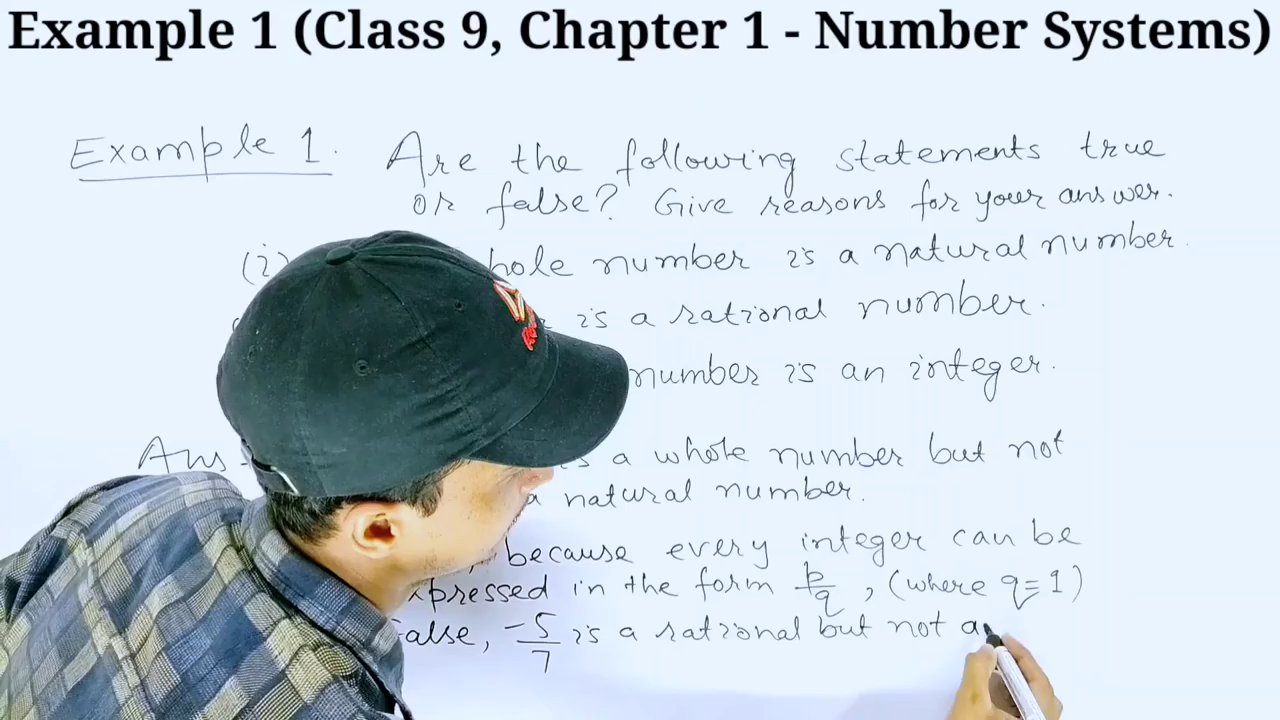 Example 1 (Class 9, Chapter 1 - Number Systems)
Example 1. Are the following statements true
or false? Give reasons for your answer.
(i) hole number is a natural number.
is a rational number.
number is an integer.
Ans- is a whole number but not
a natural number.
because every integer can be
xpressed in the form p/q, (where q=1)
False, -5/7 is a rational but not a